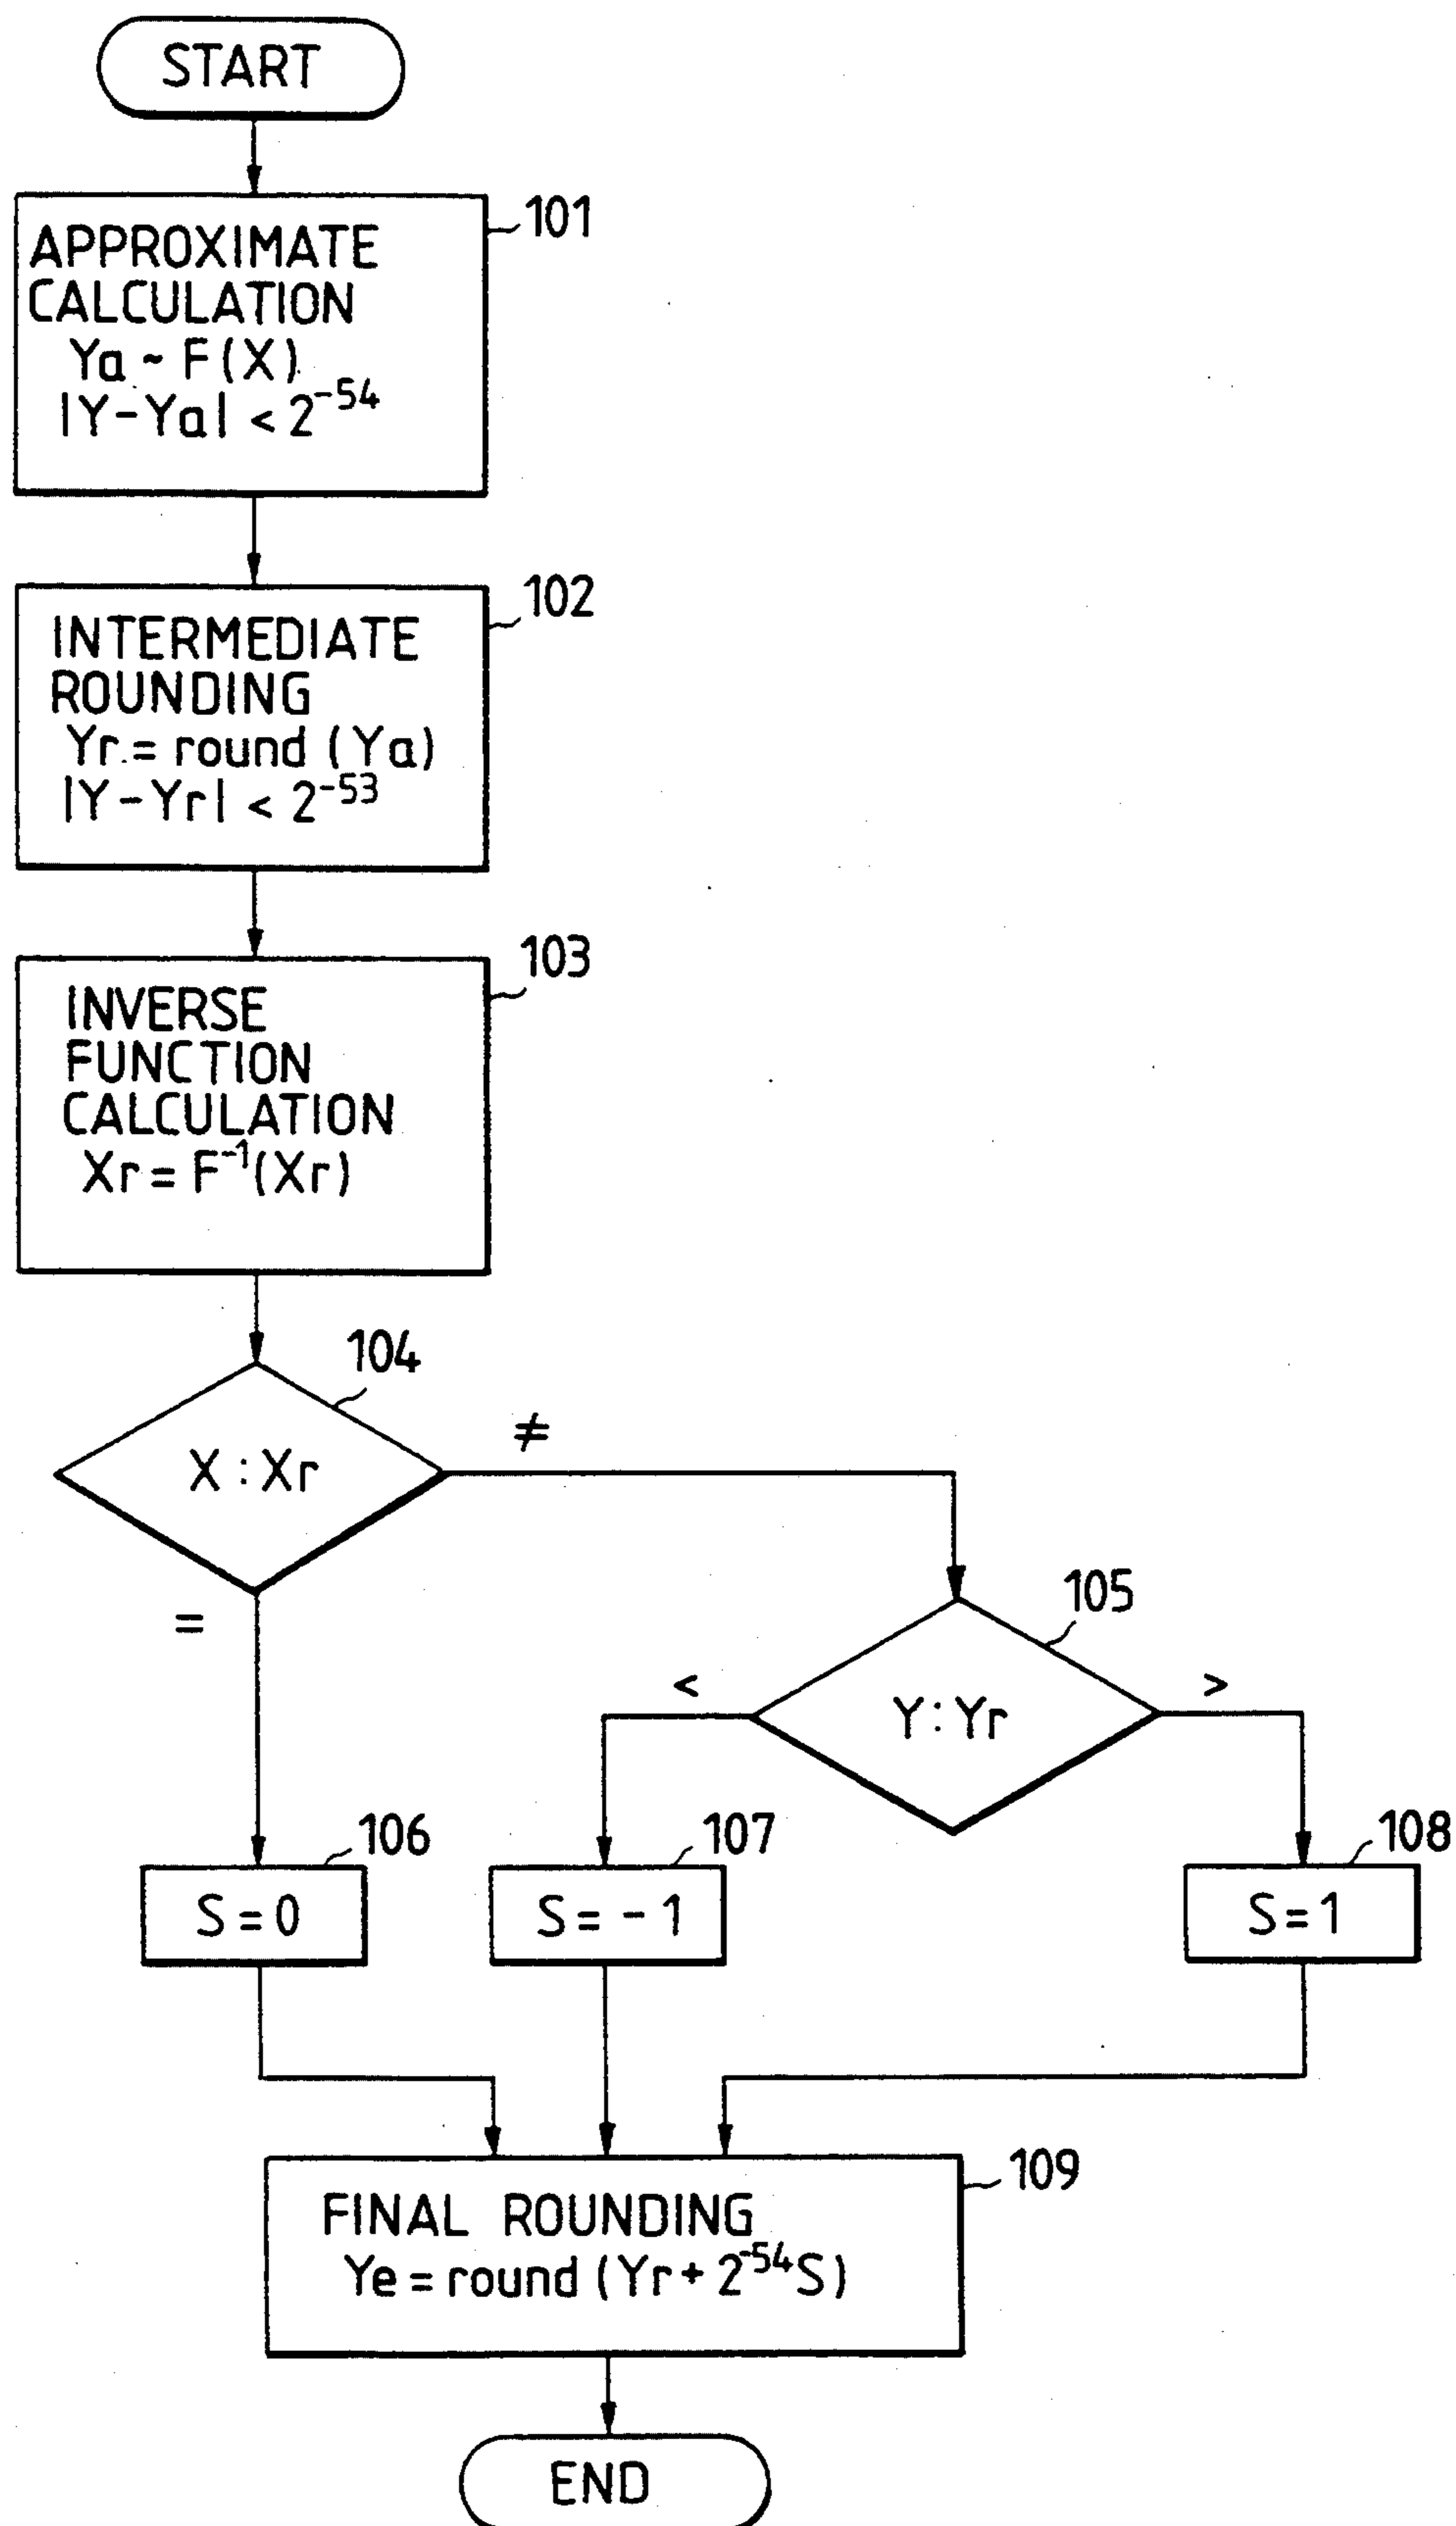 START
101
APPROXIMATE
CALCULATION
Ya ~ F(X)
|Y-Ya| < 2^-54
102
INTERMEDIATE
ROUNDING
Yr = round (Ya)
|Y-Yr| < 2^-53
103
INVERSE
FUNCTION
CALCULATION
Xr = F^-1(Xr)
104
X : Xr
≠
=
105
<
Y : Yr
>
106
S = 0
107
S = -1
108
S = 1
109
FINAL ROUNDING
Ye = round (Yr + 2^-54S)
END